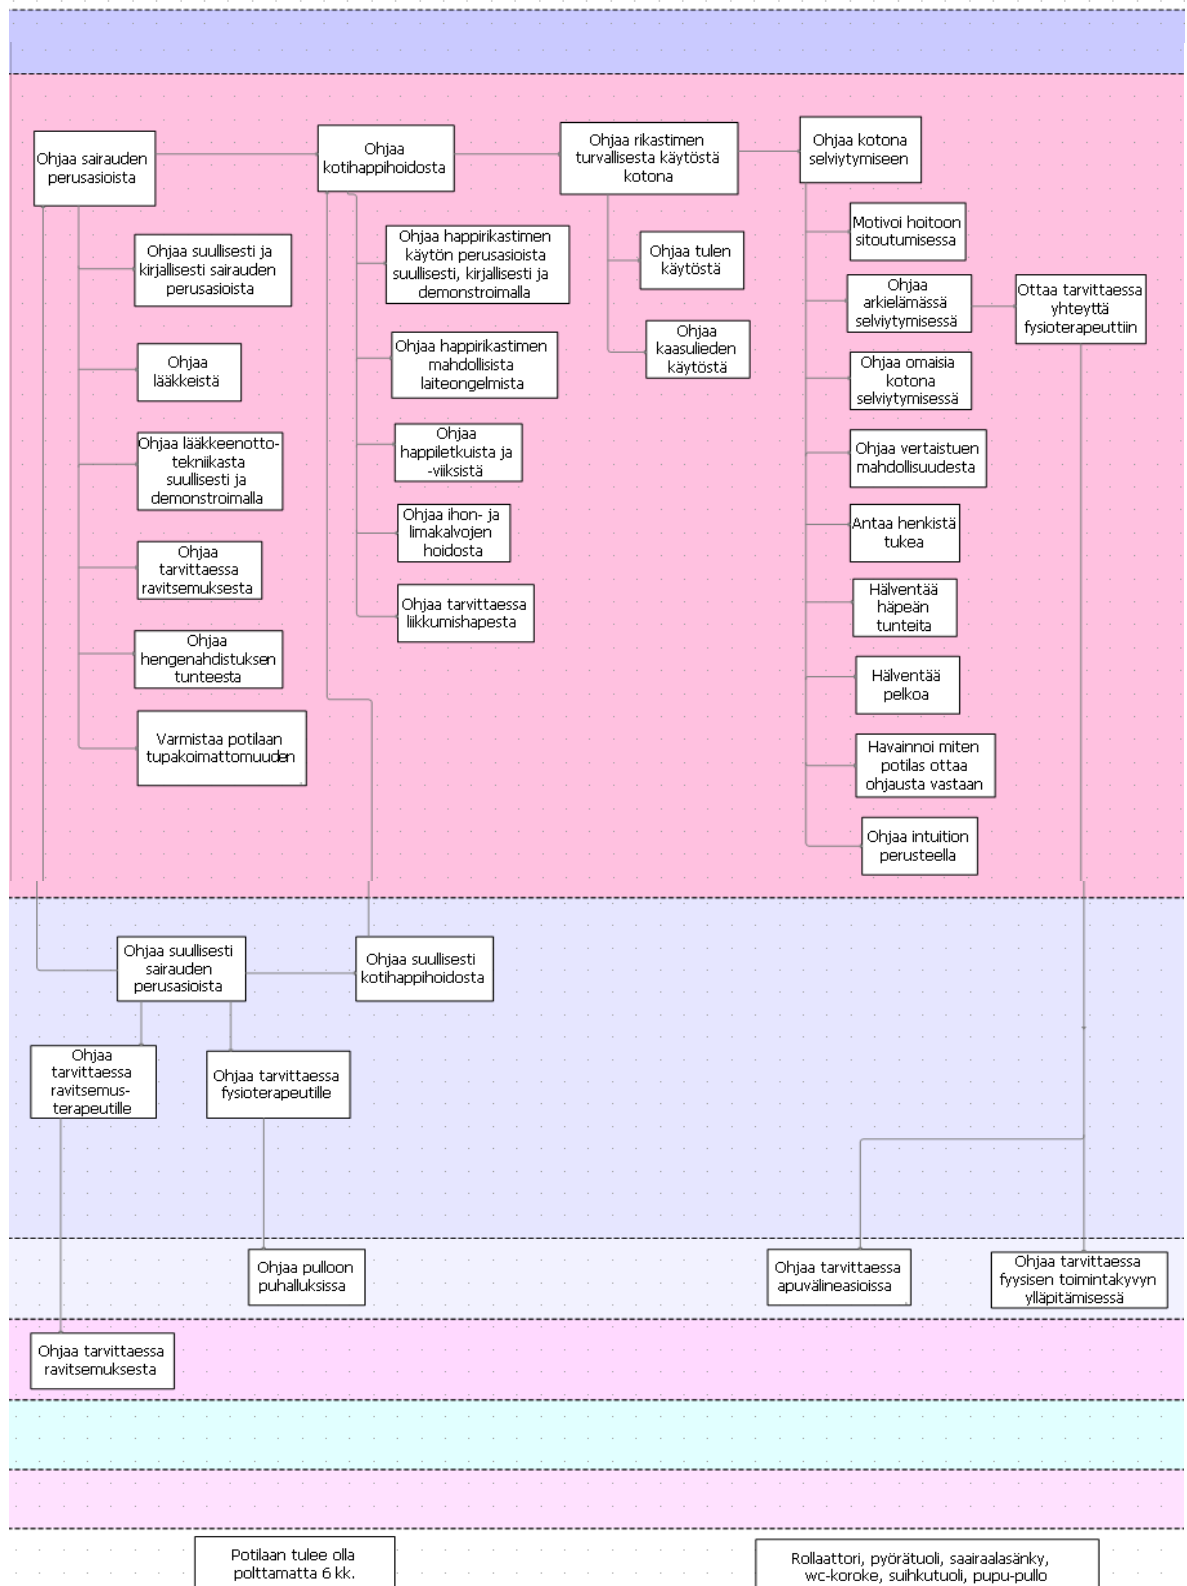 Ohjaa sairauden
perusasioista
Ohjaa
kotihappihoidosta
Ohjaa rikastimen
turvallisesta käytöstä
kotona
Ohjaa kotona
selviytymiseen
Ohjaa suullisesti ja
kirjallisesti sairauden
perusasioista
Ohjaa
lääkkeistä
Ohjaa lääkkeenotto-
tekniikasta
suullisesti ja
demonstroimalla
Ohjaa
tarvittaessa
ravitsemuksesta
Ohjaa
hengenahdistuksen
tunteesta
Varmistaa potilaan
tupakoimattomuuden
Ohjaa happirikastimen
käytön perusasioista
suullisesti, kirjallisesti ja
demonstroimalla
Ohjaa happirikastimen
mahdollisista
laiteongelmista
Ohjaa
happiletkuista ja
-viiksistä
Ohjaa ihon- ja
limakalvojen
hoidosta
Ohjaa tarvittaessa
liikkumishapesta
Ohjaa tulen
käytöstä
Ohjaa
kaasulieden
käytöstä
Motivoi hoitoon
sitoutumisessa
Ohjaa
arkielämässä
selviytymisessä
Ottaa tarvittaessa
yhteyttä
fysioterapeuttiin
Ohjaa omaisia
kotona
selviytymisessä
Ohjaa vertaistuen
mahdollisuudesta
Antaa henkistä
tukea
Hälventää
häpeän
tunteita
Hälventää
pelkoa
Havainnoi miten
potilas ottaa
ohjausta vastaan
Ohjaa intuition
perusteella
Ohjaa suullisesti
sairauden
perusasioista
Ohjaa suullisesti
kotihappihoidosta
Ohjaa
tarvittaessa
ravitsemus-
terapeutille
Ohjaa tarvittaessa
fysioterapeutille
Ohjaa pulloon
puhalluksissa
Ohjaa tarvittaessa
apuvälineasioissa
Ohjaa tarvittaessa
fyysisen toimintakyvyn
ylläpitämisessä
Ohjaa tarvittaessa
ravitsemuksesta
Potilaan tulee olla
polttamatta 6 kk.
Rollaattori, pyörätuoli, saairaalasänky,
wc-koroke, suihkutuoli, pupu-pullo